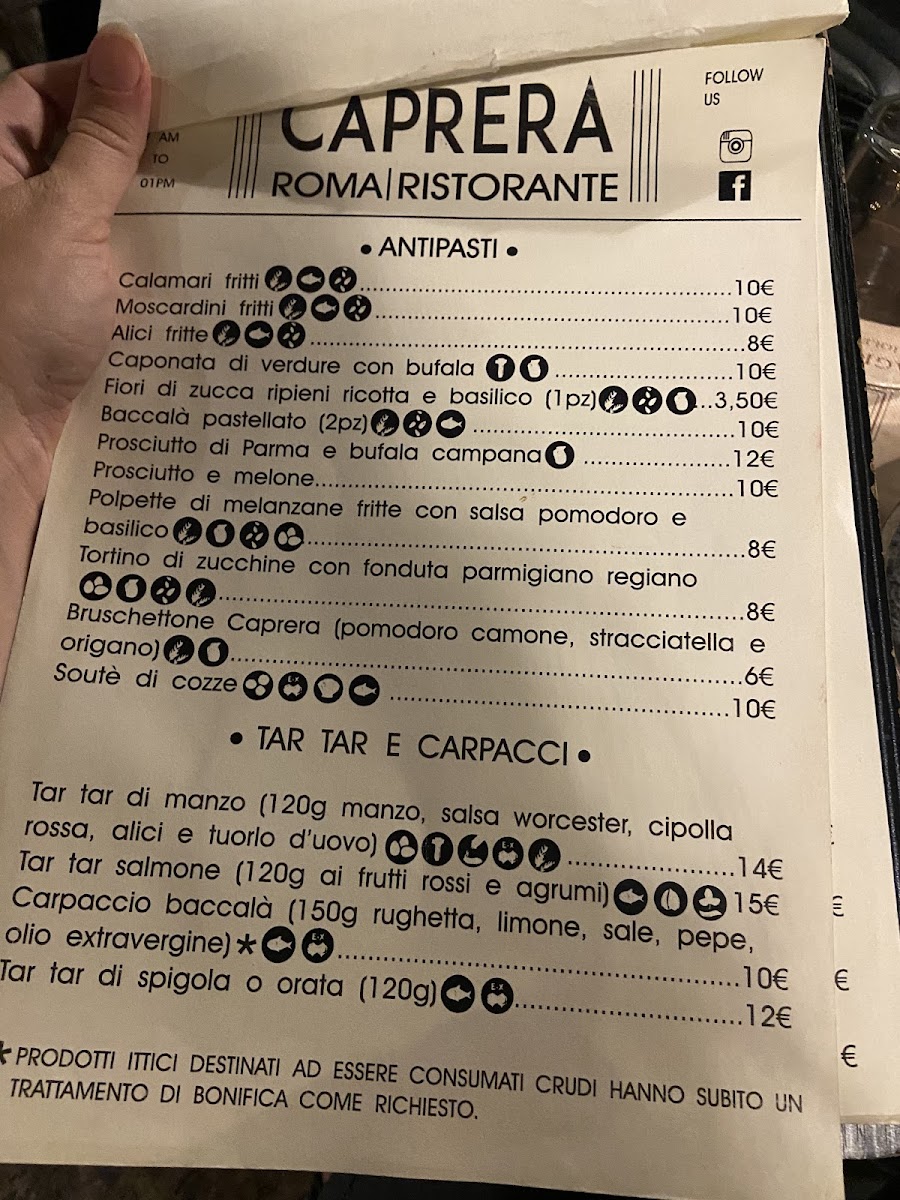 AM
TO
01PM
CAPRERA
ROMA|RISTORANTE
FOLLOW
US
• ANTIPASTI •
Calamari fritti ........ 10€
Moscardini fritti ........ 10€
Alici fritte ........ 8€
Caponata di verdure con bufala ........ 10€
Fiori di zucca ripieni ricotta e basilico (1pz) ...3,50€
Baccalà pastellato (2pz) ........ 10€
Prosciutto di Parma e bufala campana ........ 12€
Prosciutto e melone........ 10€
Polpette di melanzane fritte con salsa pomodoro e
basilico ........ 8€
Tortino di zucchine con fonduta parmigiano regiano
........ 8€
Bruschettone Caprera (pomodoro camone, stracciatella e
origano) ........ 6€
Soutè di cozze ........ 10€
• TAR TAR E CARPACCI •
Tar tar di manzo (120g manzo, salsa worcester, cipolla
rossa, alici e tuorlo d'uovo) ........ 14€
Tar tar salmone (120g ai frutti rossi e agrumi) 15€
Carpaccio baccalà (150g rughetta, limone, sale, pepe,
olio extravergine)* ........ 10€
Tar tar di spigola o orata (120g) ........ 12€
*PRODOTTI ITTICI DESTINATI AD ESSERE CONSUMATI CRUDI HANNO SUBITO UN
TRATTAMENTO DI BONIFICA COME RICHIESTO.
€
€
€